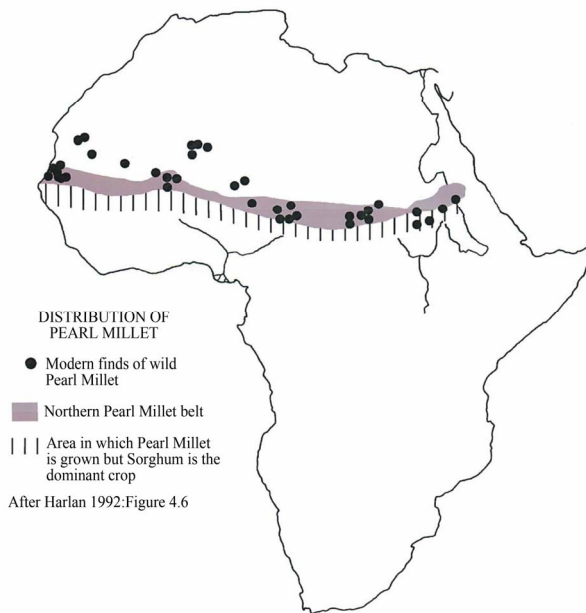 DISTRIBUTION OF
PEARL MILLET
Modern finds of wild
Pearl Millet
Northern Pearl Millet belt
Area in which Pearl Millet
is grown but Sorghum is the
dominant crop
After Harlan 1992:Figure 4.6